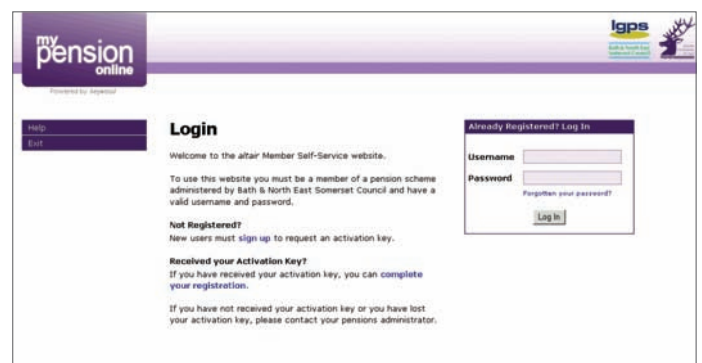 my
pension
online
Powered by heywood
lgps
Bath & North East
Somerset Council
Help
Exit
Login
Welcome to the altair Member Self-Service website.
To use this website you must be a member of a pension scheme
administered by Bath & North East Somerset Council and have a
valid username and password.
Not Registered?
New users must sign up to request an activation key.
Received your Activation Key?
If you have received your activation key, you can complete
your registration.
If you have not received your activation key or you have lost
your activation key, please contact your pensions administrator.
Already Registered? Log In
Username
Password
Forgotten your password?
Log In